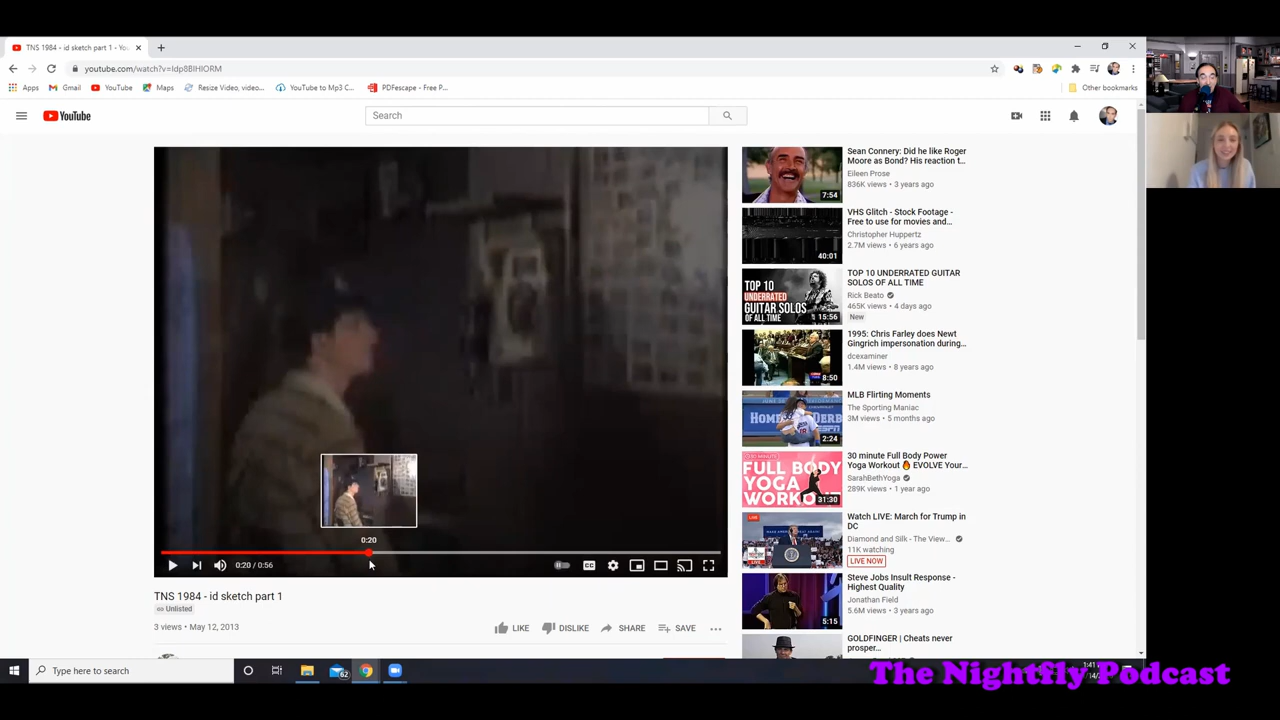 TNS 1984 - id sketch part 1 - You
youtube.com/watch?v=Idp8BlHlORM
Apps
Gmail
YouTube
Maps
Resize Video, video...
YouTube to Mp3 C...
PDFescape - Free P...
Other bookmarks
YouTube
Search
Sean Connery: Did he like Roger
Moore as Bond? His reaction t...
Eileen Prose
836K views • 3 years ago
7:54
VHS Glitch - Stock Footage -
Free to use for movies and...
Christopher Huppertz
2.7M views • 6 years ago
40:01
TOP 10 UNDERRATED GUITAR
SOLOS OF ALL TIME
Rick Beato
465K views • 4 days ago
New
TOP 10
UNDERRATED
GUITAR
SOLOS
OF ALL TIME
15:56
1995: Chris Farley does Newt
Gingrich impersonation during...
dcexaminer
1.4M views • 8 years ago
8:50
MLB Flirting Moments
The Sporting Maniac
3M views • 5 months ago
2:24
30 minute Full Body Power
Yoga Workout 🔥 EVOLVE Your...
SarahBethYoga
289K views • 1 year ago
FULL BODY
YOGA
WORKO
31:30
Watch LIVE: March for Trump in
DC
Diamond and Silk - The View...
11K watching
LIVE NOW
LIVE
Steve Jobs Insult Response -
Highest Quality
Jonathan Field
5.6M views • 3 years ago
5:15
GOLDFINGER | Cheats never
prosper...
0:20
0:20 / 0:56
CC
TNS 1984 - id sketch part 1
Unlisted
3 views • May 12, 2013
LIKE
DISLIKE
SHARE
SAVE
Type here to search
62
The Nightfly Podcast